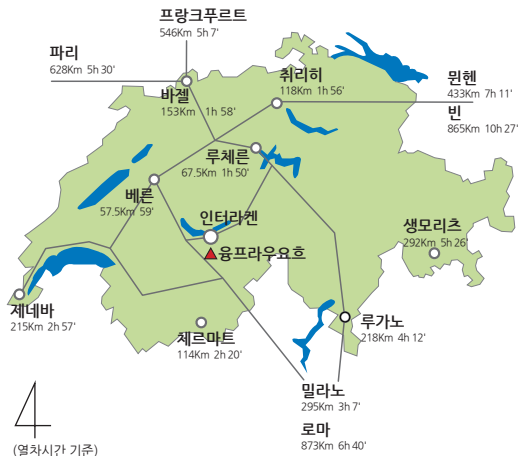 프랑크푸르트
546Km 5h 7'
파리
628Km 5h 30'
바젤
153Km 1h 58'
취리히
118Km 1h 56'
뮌헨
433Km 7h 11'
빈
865Km 10h 27'
루체른
67.5Km 1h 50'
베른
57.5Km 59'
인터라켄
융프라우요흐
생모리츠
292Km 5h 26'
제네바
215Km 2h 57'
체르마트
114Km 2h 20'
루가노
218Km 4h 12'
밀라노
295Km 3h 7'
로마
873Km 6h 40'
(열차시간 기준)